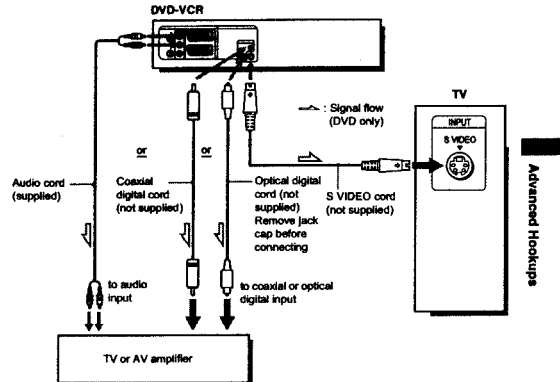 DVD-VCR
: Signal flow
(DVD only)
TV
INPUT
S VIDEO
or
or
Audio cord
(supplied)
Coaxial
digital cord
(not supplied)
Optical digital
cord (not
supplied)
Remove jack
cap before
connecting
S VIDEO cord
(not supplied)
to audio
input
to coaxial or optical
digital input
TV or AV amplifier
Advanced Hookups